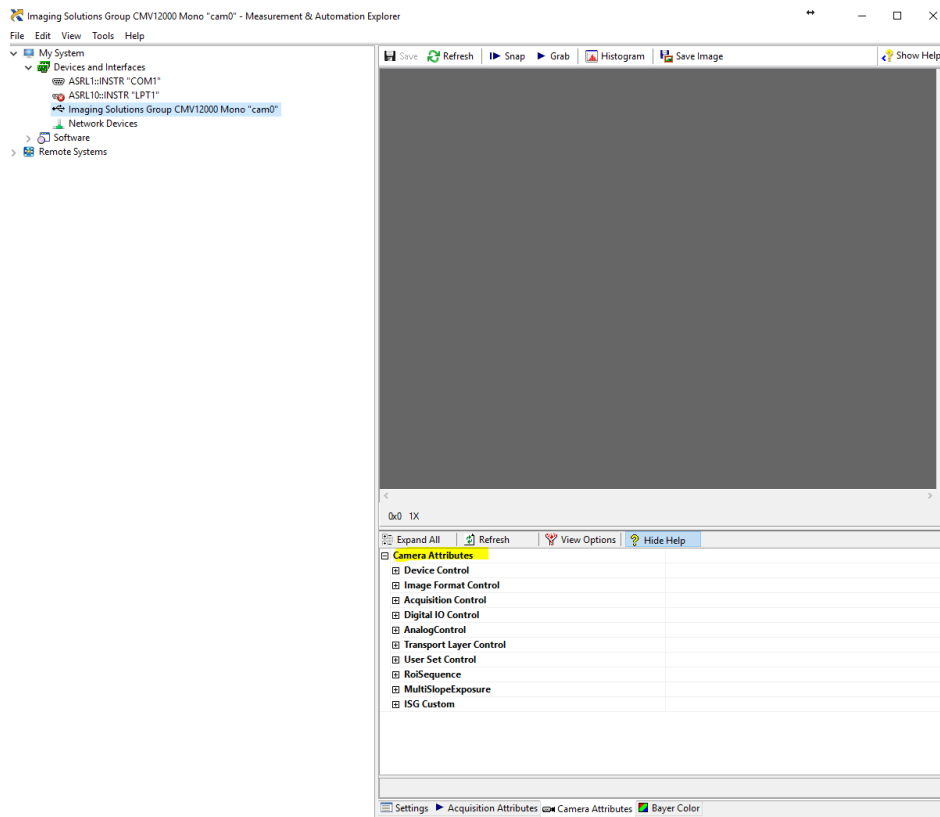 Imaging Solutions Group CMV12000 Mono "cam0" - Measurement & Automation Explorer
File Edit View Tools Help
My System
Devices and Interfaces
ASRL1::INSTR "COM1"
ASRL10::INSTR "LPT1"
Imaging Solutions Group CMV12000 Mono "cam0"
Network Devices
Software
Remote Systems
Save Refresh Snap Grab Histogram Save Image Show Help
0x0 1X
Expand All Refresh View Options Hide Help
Camera Attributes
Device Control
Image Format Control
Acquisition Control
Digital IO Control
AnalogControl
Transport Layer Control
User Set Control
RoiSequence
MultiSlopeExposure
ISG Custom
Settings Acquisition Attributes Camera Attributes Bayer Color